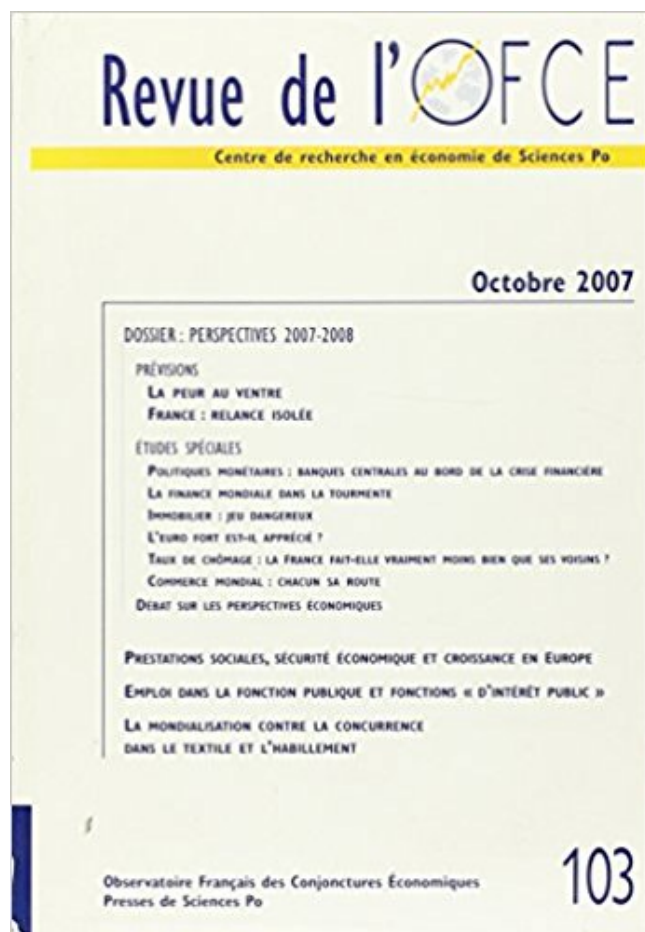 Revue de l'OFCE
Centre de recherche en économie de Sciences Po
Octobre 2007
DOSSIER : PERSPECTIVES 2007-2008
PRÉVISIONS
LA PEUR AU VENTRE
FRANCE : RELANCE ISOLÉE
ÉTUDES SPÉCIALES
POLITIQUES MONÉTAIRES : BANQUES CENTRALES AU BORD DE LA CRISE FINANCIÈRE
LA FINANCE MONDIALE DANS LA TOURMENTE
IMMOBILIER : JEU DANGEREUX
L'EURO FORT EST-IL APPRÉCIÉ ?
TAUX DE CHÔMAGE : LA FRANCE FAIT-ELLE VRAIMENT MOINS BIEN QUE SES VOISINS ?
COMMERCE MONDIAL : CHACUN SA ROUTE
DÉBAT SUR LES PERSPECTIVES ÉCONOMIQUES
PRESTATIONS SOCIALES, SÉCURITÉ ÉCONOMIQUE ET CROISSANCE EN EUROPE
EMPLOI DANS LA FONCTION PUBLIQUE ET FONCTIONS « D'INTÉRÊT PUBLIC »
LA MONDIALISATION CONTRE LA CONCURRENCE
DANS LE TEXTILE ET L'HABILLEMENT
Observatoire Français des Conjonctures Économiques
Presses de Sciences Po
103